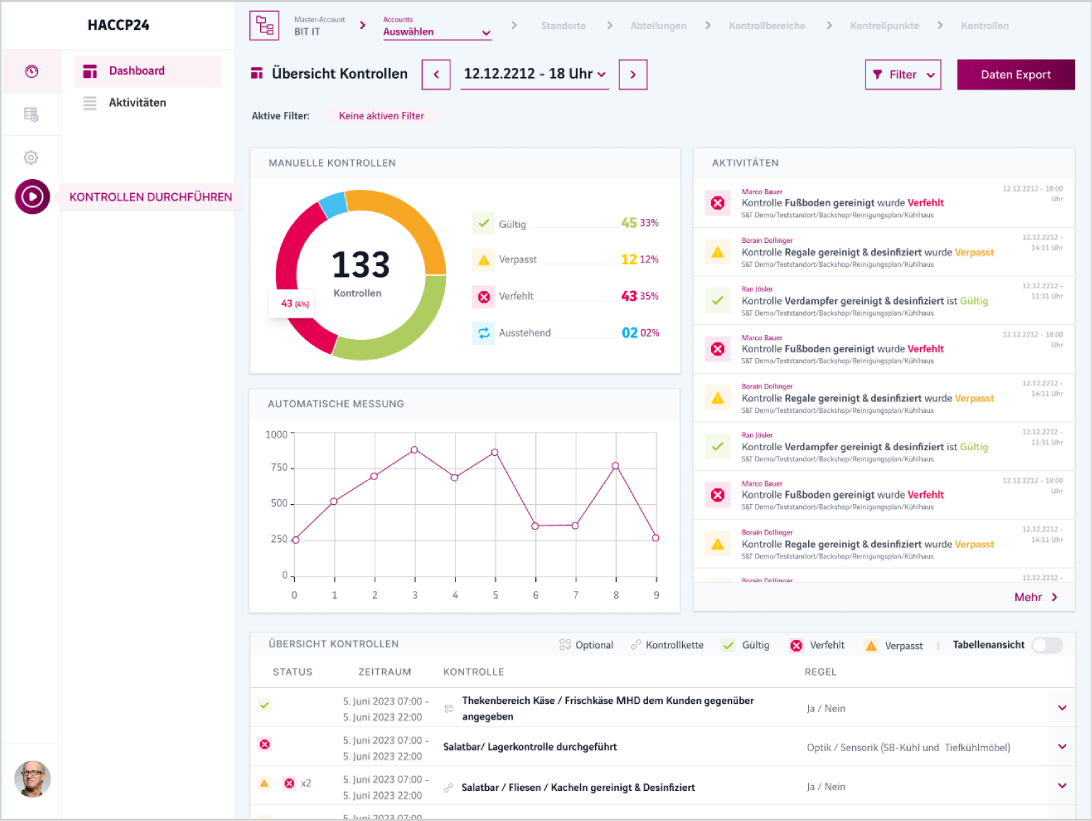 HACCP24
Dashboard
Aktivitäten
KONTROLLEN DURCHFÜHREN
Master-Account
BIT IT
Accounts
Auswählen
Standorte
Abteilungen
Kontrollbereiche
Kontrollpunkte
Kontrollen
Übersicht Kontrollen
12.12.2212 - 18 Uhr
Filter
Daten Export
Aktive Filter:
Keine aktiven Filter
MANUELLE KONTROLLEN
133
Kontrollen
43 (4%)
Gültig 45 33%
Verpasst 12 12%
Verfehlt 43 35%
Ausstehend 02 02%
AUTOMATISCHE MESSUNG
1000
750
500
250
0
0 1 2 3 4 5 6 7 8 9
AKTIVITÄTEN
Marco Bauer
12.12.2212 - 18:00
Uhr
Kontrolle Fußboden gereinigt wurde Verfehlt
S&T Demo/Teststandort/Backshop/Reinigungsplan/Kühlhaus
Borain Dollinger
12.12.2212 -
14:11 Uhr
Kontrolle Regale gereinigt & desinfiziert wurde Verpasst
S&T Demo/Teststandort/Backshop/Reinigungsplan/Kühlhaus
Ran Jösler
12.12.2212 -
11:31 Uhr
Kontrolle Verdampfer gereinigt & desinfiziert ist Gültig
S&T Demo/Teststandort/Backshop/Reinigungsplan/Kühlhaus
Marco Bauer
12.12.2212 - 18:00
Uhr
Kontrolle Fußboden gereinigt wurde Verfehlt
S&T Demo/Teststandort/Backshop/Reinigungsplan/Kühlhaus
Borain Dollinger
12.12.2212 -
14:11 Uhr
Kontrolle Regale gereinigt & desinfiziert wurde Verpasst
S&T Demo/Teststandort/Backshop/Reinigungsplan/Kühlhaus
Ran Jösler
12.12.2212 -
11:31 Uhr
Kontrolle Verdampfer gereinigt & desinfiziert ist Gültig
S&T Demo/Teststandort/Backshop/Reinigungsplan/Kühlhaus
Marco Bauer
12.12.2212 - 18:00
Uhr
Kontrolle Fußboden gereinigt wurde Verfehlt
S&T Demo/Teststandort/Backshop/Reinigungsplan/Kühlhaus
Borain Dollinger
12.12.2212 -
14:11 Uhr
Kontrolle Regale gereinigt & desinfiziert wurde Verpasst
S&T Demo/Teststandort/Backshop/Reinigungsplan/Kühlhaus
Borain Dollinger
12.12.2212 -
Mehr
ÜBERSICHT KONTROLLEN
Optional
Kontrollkette
Gültig
Verfehlt
Verpasst
Tabellenansicht
STATUS ZEITRAUM KONTROLLE REGEL
5. Juni 2023 07:00 -
5. Juni 2023 22:00
Thekenbereich Käse / Frischkäse MHD dem Kunden gegenüber
angegeben
Ja / Nein
5. Juni 2023 07:00 -
5. Juni 2023 22:00
Salatbar/ Lagerkontrolle durchgeführt
Optik / Sensorik (SB-Kühl und Tiefkühlmöbel)
x2
5. Juni 2023 07:00 -
5. Juni 2023 22:00
Salatbar / Fliesen / Kacheln gereinigt & Desinfiziert
Ja / Nein